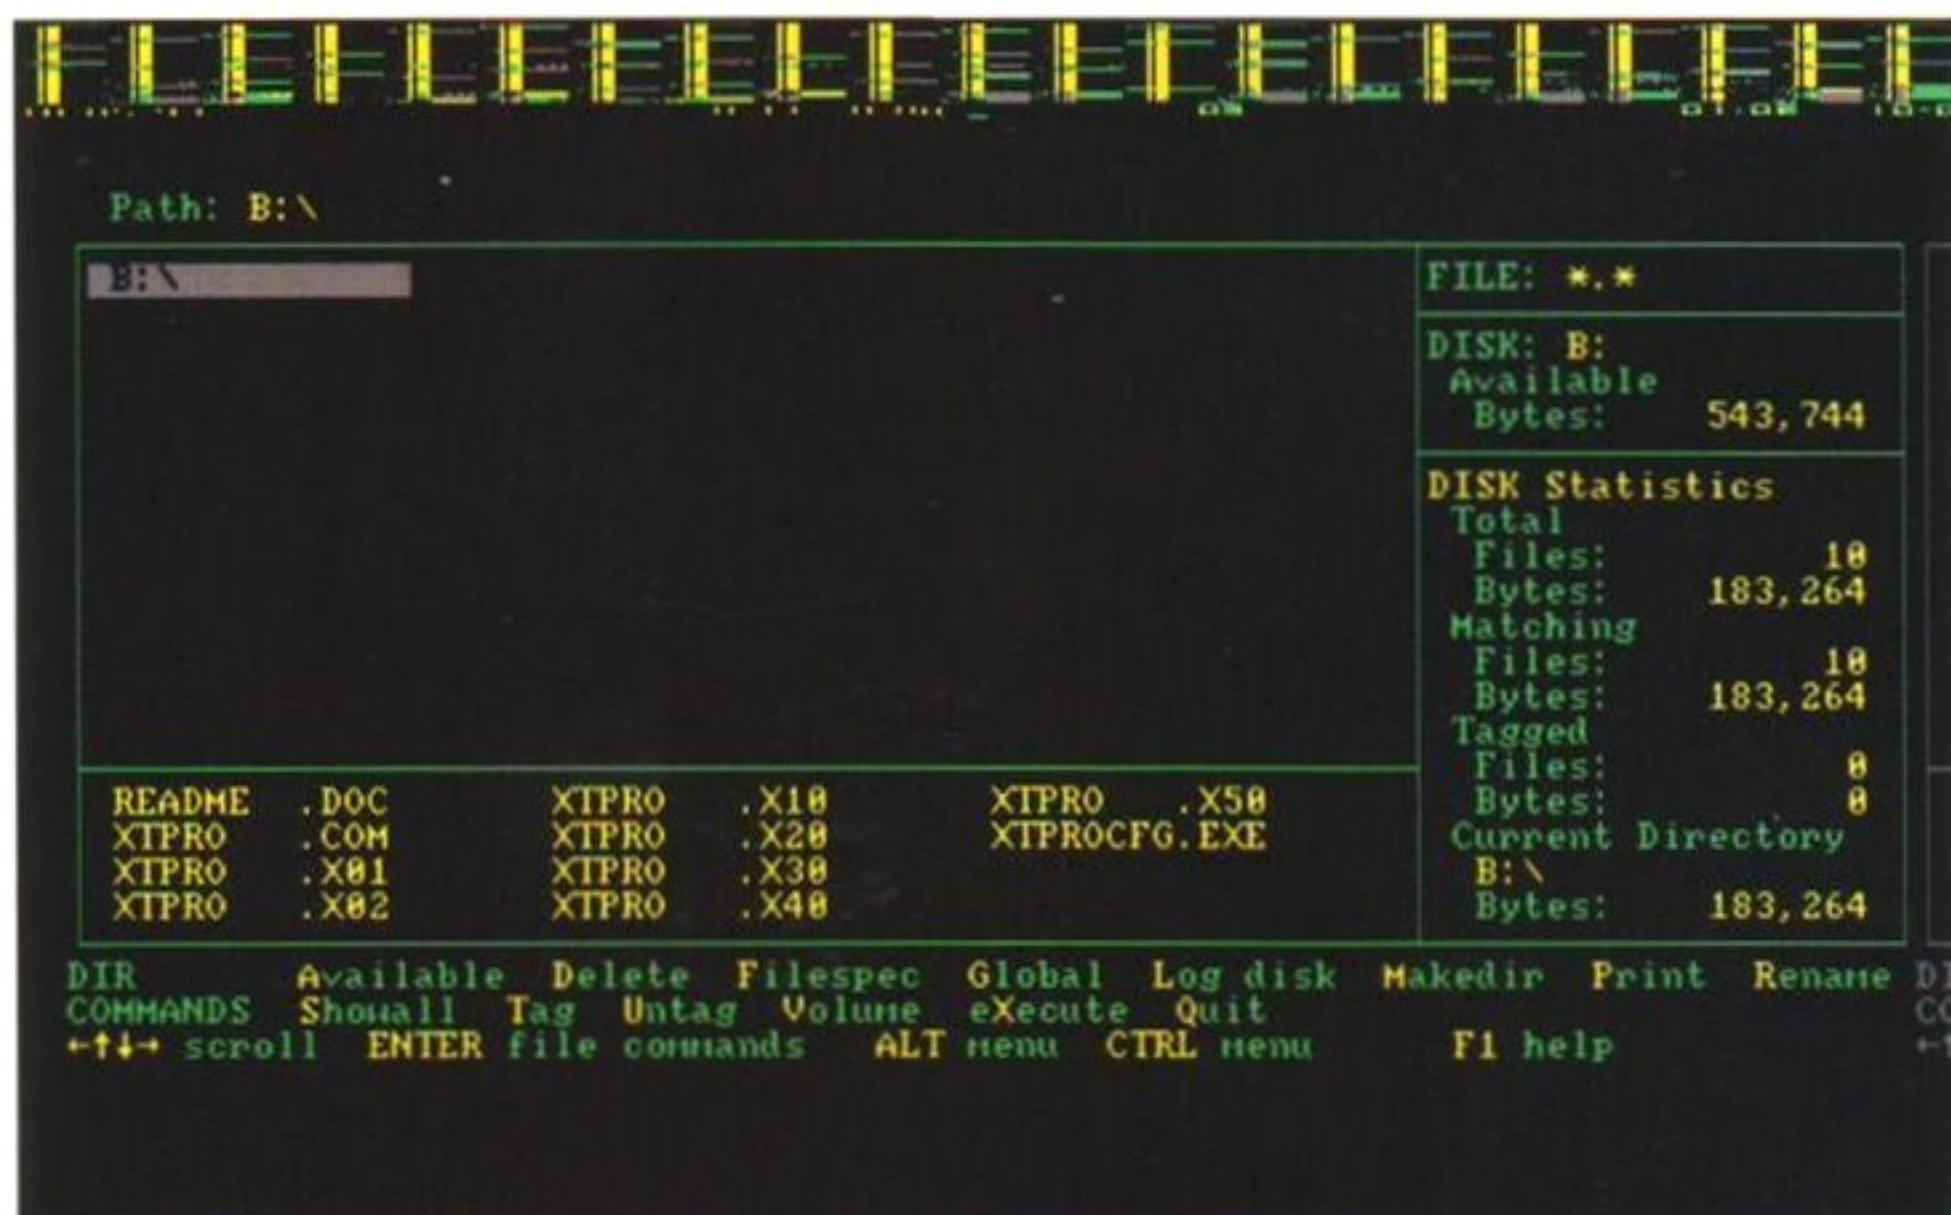 Path: B:\
B:\
FILE: *.*
DISK: B:
Available
Bytes: 543,744
DISK Statistics
Total
Files: 10
Bytes: 183,264
Matching
Files: 10
Bytes: 183,264
Tagged
Files: 0
Bytes: 0
Current Directory
B:\
Bytes: 183,264
README .DOC XTPRO .X10 XTPRO .X50
XTPRO .COM XTPRO .X20 XTPROCFG.EXE
XTPRO .X01 XTPRO .X30
XTPRO .X02 XTPRO .X40
DIR Available Delete Filespec Global Log disk Makedir Print Rename
COMMANDS Showall Tag Untag Volume eXecute Quit
←↑↓→ scroll ENTER file commands ALT menu CTRL menu F1 help